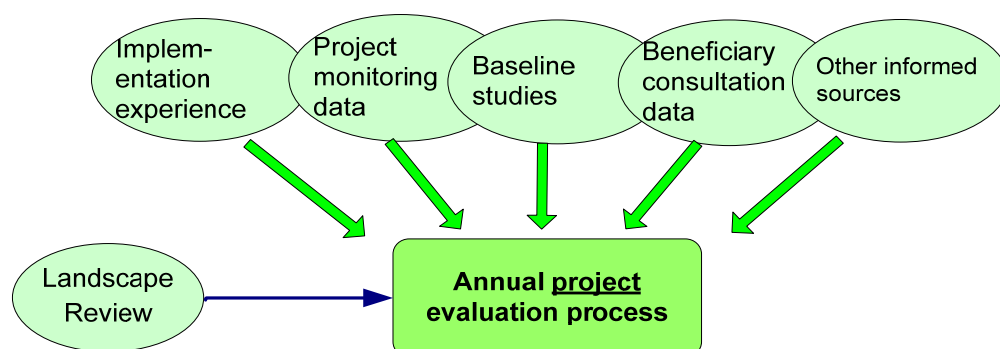 Implem-
entation
experience
Project
monitoring
data
Baseline
studies
Beneficiary
consultation
data
Other informed
sources
Landscape
Review
Annual project
evaluation process